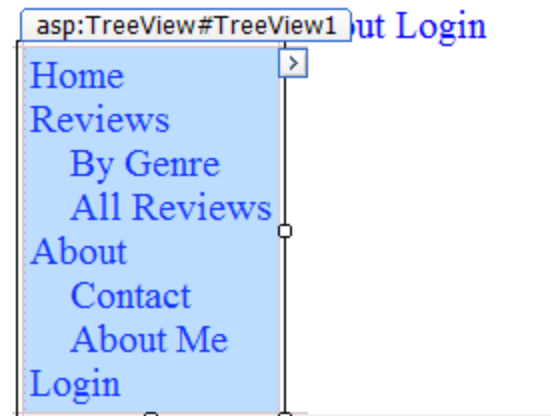 asp:TreeView#TreeView1
ut Login
Home
Reviews
By Genre
All Reviews
About
Contact
About Me
Login